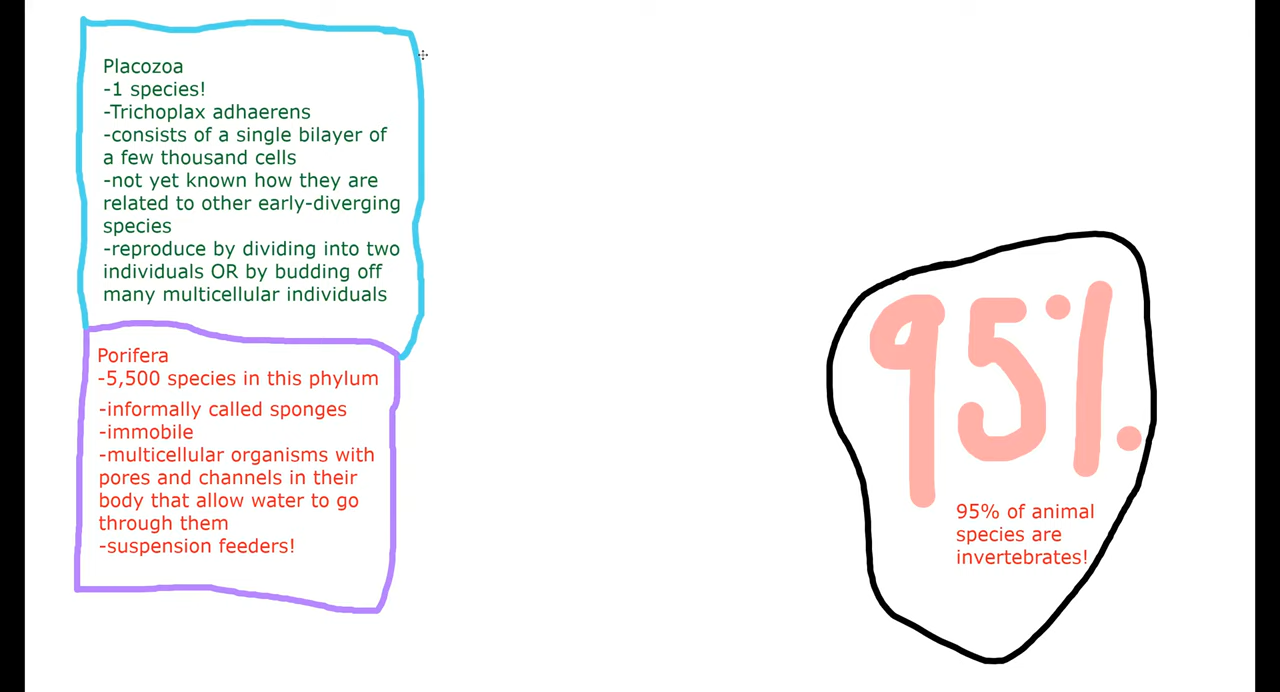 Placozoa
-1 species!
-Trichoplax adhaerens
-consists of a single bilayer of
a few thousand cells
-not yet known how they are
related to other early-diverging
species
-reproduce by dividing into two
individuals OR by budding off
many multicellular individuals
Porifera
-5,500 species in this phylum
-informally called sponges
-immobile
-multicellular organisms with
pores and channels in their
body that allow water to go
through them
-suspension feeders!
95%
95% of animal
species are
invertebrates!